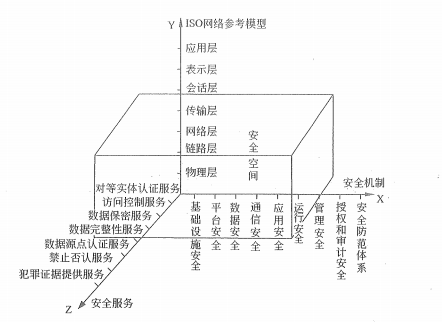 Y
ISO网络参考模型
应用层
表示层
会话层
传输层
网络层
链路层
物理层
安全空间
对等实体认证服务
访问控制服务
数据保密服务
数据完整性服务
数据源点认证服务
禁止否认服务
犯罪证据提供服务
Z
安全服务
安全机制
X
基础设施安全
平台安全
数据安全
通信安全
应用安全
运行安全
管理安全
授权和审计安全
安全防范体系